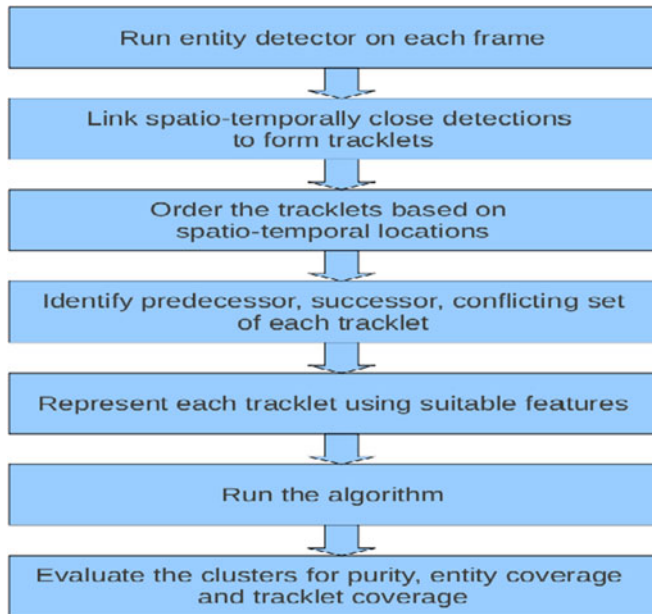 Run entity detector on each frame
Link spatio-temporally close detections
to form tracklets
Order the tracklets based on
spatio-temporal locations
Identify predecessor, successor, conflicting set
of each tracklet
Represent each tracklet using suitable features
Run the algorithm
Evaluate the clusters for purity, entity coverage
and tracklet coverage